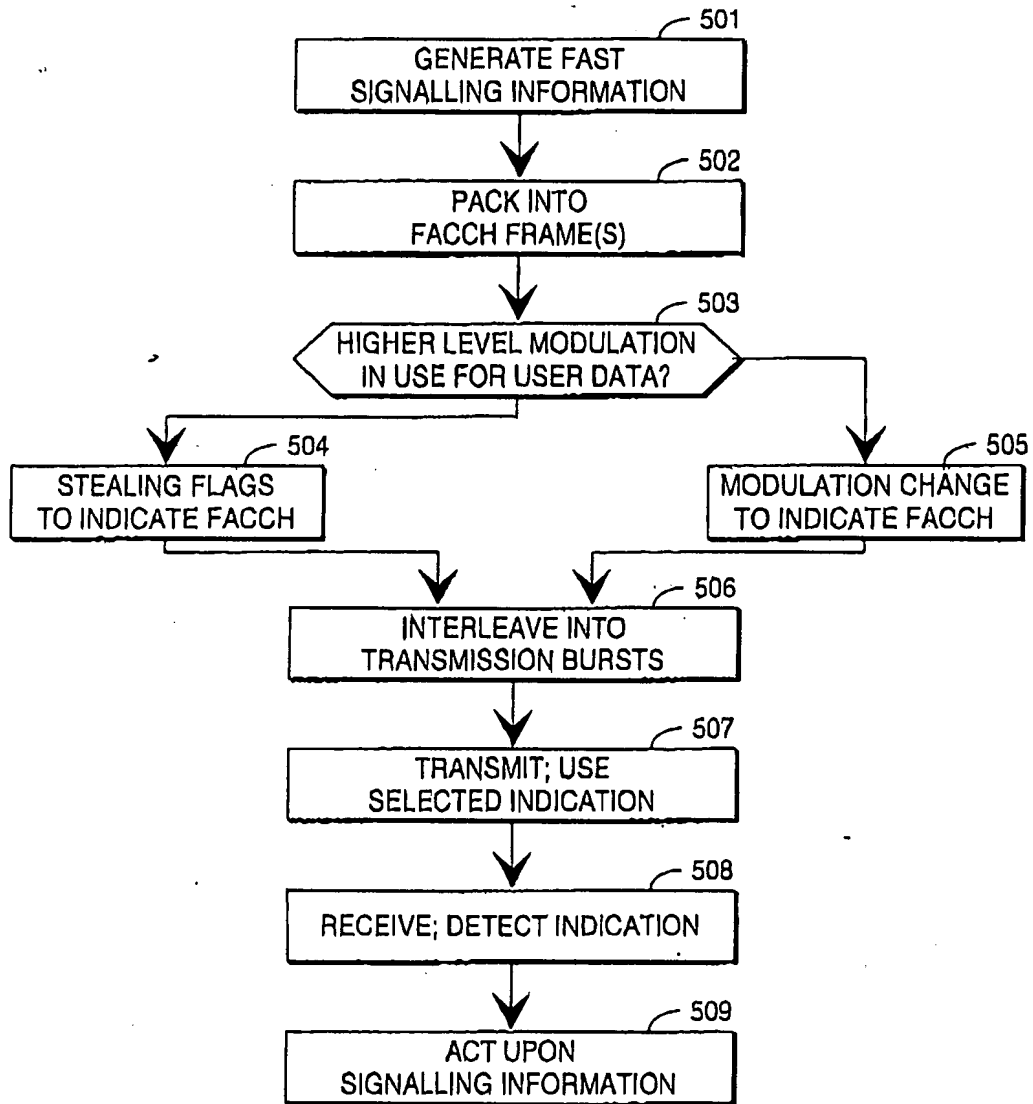 501
GENERATE FAST
SIGNALLING INFORMATION
502
PACK INTO
FACCH FRAME(S)
503
HIGHER LEVEL MODULATION
IN USE FOR USER DATA?
504
STEALING FLAGS
TO INDICATE FACCH
505
MODULATION CHANGE
TO INDICATE FACCH
506
INTERLEAVE INTO
TRANSMISSION BURSTS
507
TRANSMIT; USE
SELECTED INDICATION
508
RECEIVE; DETECT INDICATION
509
ACT UPON
SIGNALLING INFORMATION